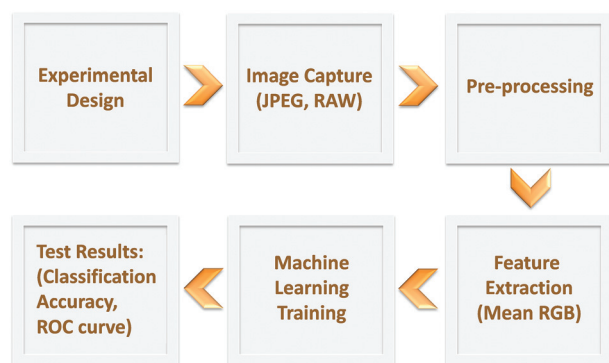 Experimental
Design
Image Capture
(JPEG, RAW)
Pre-processing
Feature
Extraction
(Mean RGB)
Machine
Learning
Training
Test Results:
(Classification
Accuracy,
ROC curve)